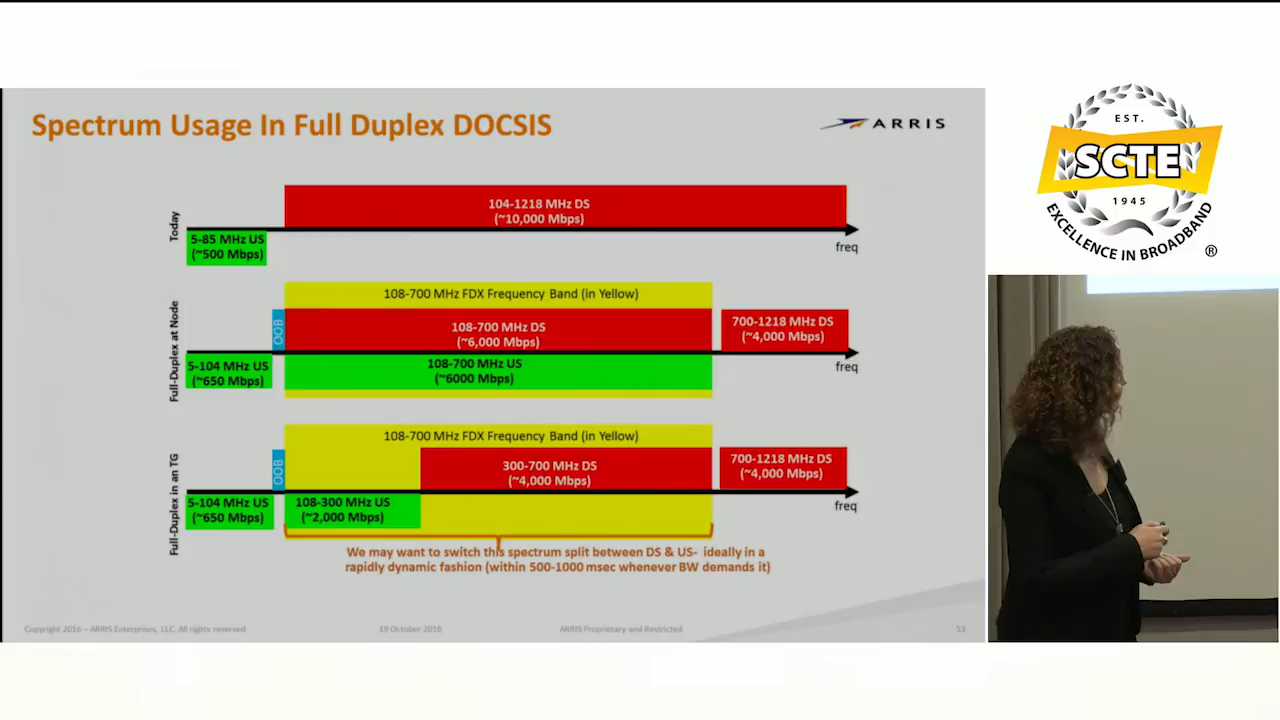 Spectrum Usage In Full Duplex DOCSIS
ARRIS
EST.
SCTE
1945
EXCELLENCE IN BROADBAND
®
Today
104-1218 MHz DS
(~10,000 Mbps)
5-85 MHz US
(~500 Mbps)
freq
Full-Duplex at Node
108-700 MHz FDX Frequency Band (in Yellow)
OOB
108-700 MHz DS
(~6,000 Mbps)
700-1218 MHz DS
(~4,000 Mbps)
5-104 MHz US
(~650 Mbps)
108-700 MHz US
(~6000 Mbps)
freq
Full-Duplex in an TG
108-700 MHz FDX Frequency Band (in Yellow)
OOB
300-700 MHz DS
(~4,000 Mbps)
700-1218 MHz DS
(~4,000 Mbps)
5-104 MHz US
(~650 Mbps)
108-300 MHz US
(~2,000 Mbps)
freq
We may want to switch this spectrum split between DS & US- ideally in a
rapidly dynamic fashion (within 500-1000 msec whenever BW demands it)
Copyright 2016 – ARRIS Enterprises, LLC. All rights reserved
19 October 2016
ARRIS Proprietary and Restricted
53